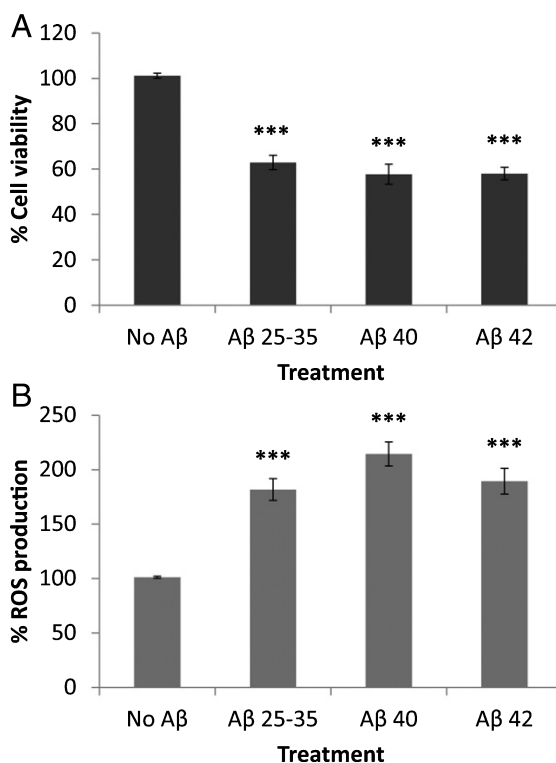 A
120
100
80
60
40
20
0
% Cell viability
***
***
***
No Aβ Aβ 25-35 Aβ 40 Aβ 42
Treatment
B
250
200
150
100
50
0
% ROS production
***
***
***
No Aβ Aβ 25-35 Aβ 40 Aβ 42
Treatment